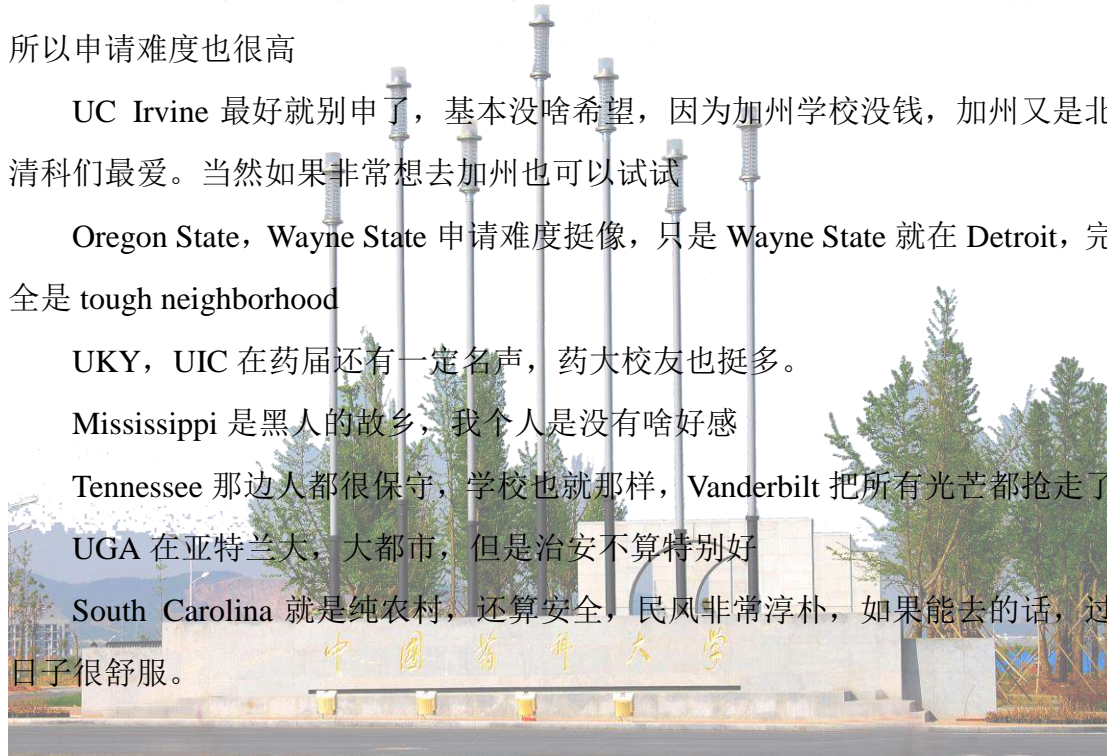 所以申请难度也很高
UC Irvine 最好就别申了，基本没啥希望，因为加州学校没钱，加州又是北
清科们最爱。当然如果非常想去加州也可以试试
Oregon State，Wayne State 申请难度挺像，只是 Wayne State 就在 Detroit，完
全是 tough neighborhood
UKY，UIC 在药届还有一定名声，药大校友也挺多。
Mississippi 是黑人的故乡，我个人是没有啥好感
Tennessee 那边人都很保守，学校也就那样，Vanderbilt 把所有光芒都抢走了
UGA 在亚特兰大，大都市，但是治安不算特别好
South Carolina 就是纯农村，还算安全，民风非常淳朴，如果能去的话，过
日子很舒服。
中国药科大学